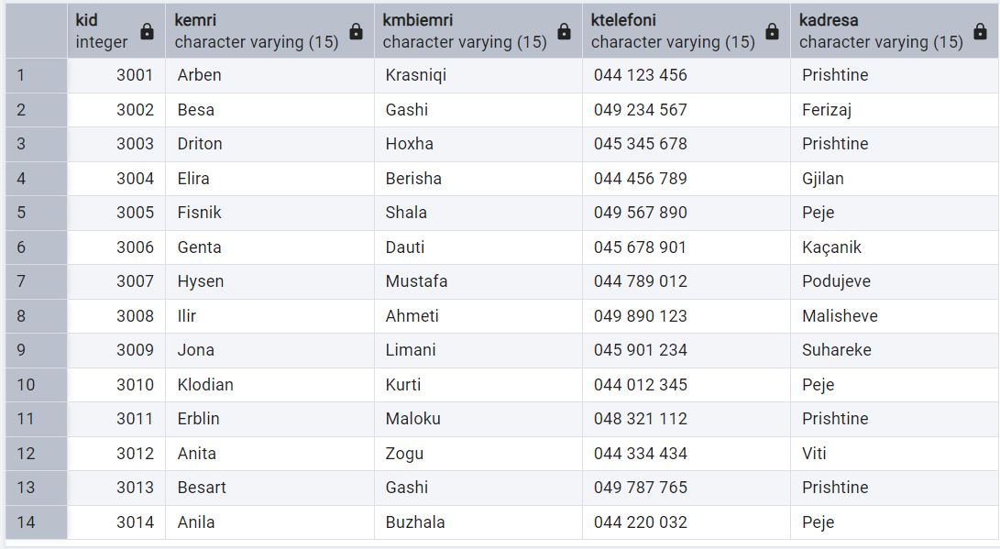 kid kemri kmbiemri ktelefoni kadresa
integer character varying (15) character varying (15) character varying (15) character varying (15)
1 3001 Arben Krasniqi 044 123 456 Prishtine
2 3002 Besa Gashi 049 234 567 Ferizaj
3 3003 Driton Hoxha 045 345 678 Prishtine
4 3004 Elira Berisha 044 456 789 Gjilan
5 3005 Fisnik Shala 049 567 890 Peje
6 3006 Genta Dauti 045 678 901 Kaçanik
7 3007 Hysen Mustafa 044 789 012 Podujeve
8 3008 Ilir Ahmeti 049 890 123 Malisheve
9 3009 Jona Limani 045 901 234 Suhareke
10 3010 Klodian Kurti 044 012 345 Peje
11 3011 Erblin Maloku 048 321 112 Prishtine
12 3012 Anita Zogu 044 334 434 Viti
13 3013 Besart Gashi 049 787 765 Prishtine
14 3014 Anila Buzhala 044 220 032 Peje